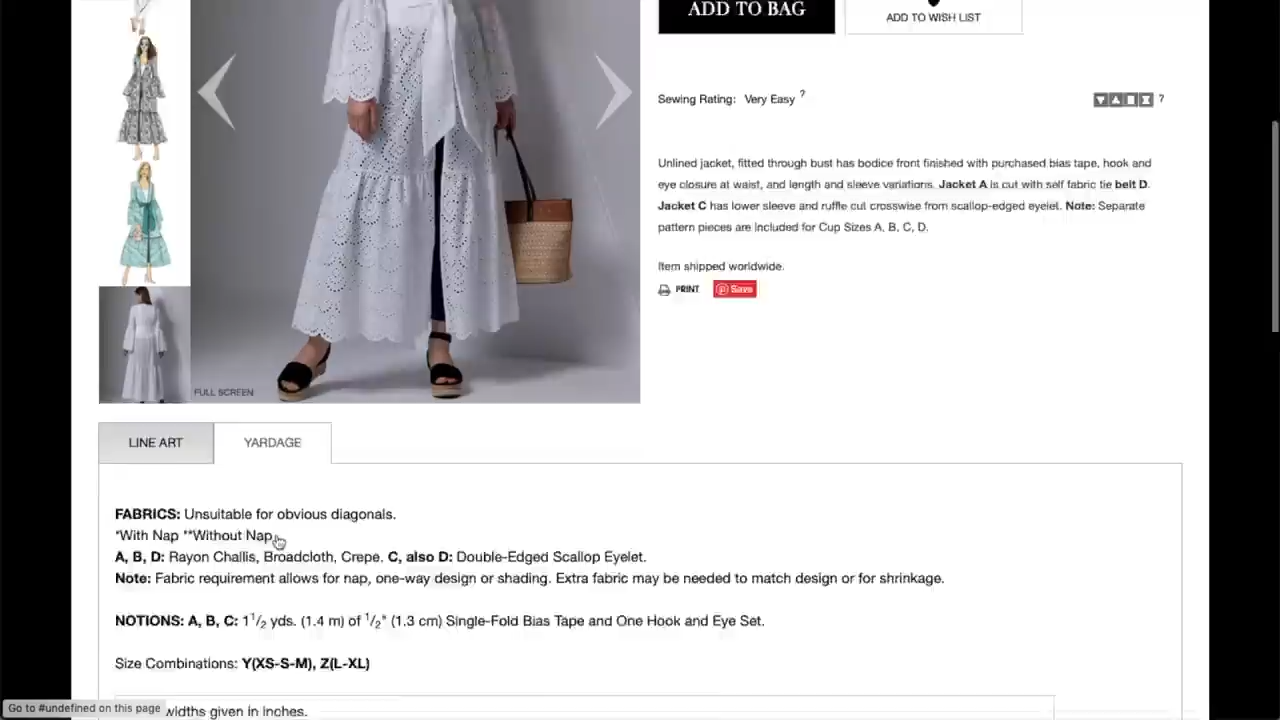 ADD TO BAG
ADD TO WISH LIST
Sewing Rating: Very Easy ?
?
Unlined jacket, fitted through bust has bodice front finished with purchased bias tape, hook and
eye closure at waist, and length and sleeve variations. Jacket A is cut with self fabric tie belt D.
Jacket C has lower sleeve and ruffle cut crosswise from scallop-edged eyelet. Note: Separate
pattern pieces are included for Cup Sizes A, B, C, D.
Item shipped worldwide.
PRINT Save
FULL SCREEN
LINE ART YARDAGE
FABRICS: Unsuitable for obvious diagonals.
*With Nap **Without Nap
A, B, D: Rayon Challis, Broadcloth, Crepe. C, also D: Double-Edged Scallop Eyelet.
Note: Fabric requirement allows for nap, one-way design or shading. Extra fabric may be needed to match design or for shrinkage.
NOTIONS: A, B, C: 1 1/2 yds. (1.4 m) of 1/2" (1.3 cm) Single-Fold Bias Tape and One Hook and Eye Set.
Size Combinations: Y(XS-S-M), Z(L-XL)
Go to #undefined on this page
widths given in inches.